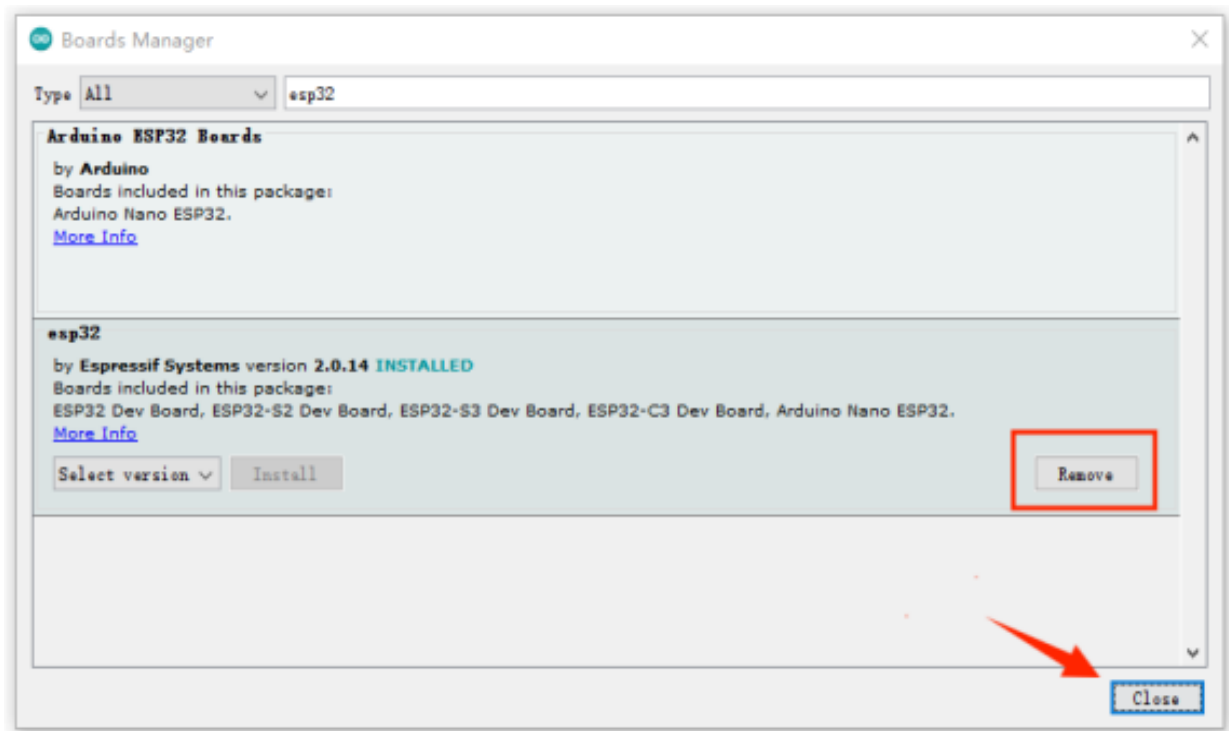 Boards Manager
Type All esp32
Arduino ESP32 Boards
by Arduino
Boards included in this package:
Arduino Nano ESP32.
More Info
esp32
by Espressif Systems version 2.0.14 INSTALLED
Boards included in this package:
ESP32 Dev Board, ESP32-S2 Dev Board, ESP32-S3 Dev Board, ESP32-C3 Dev Board, Arduino Nano ESP32.
More Info
Select version Install Remove
Close